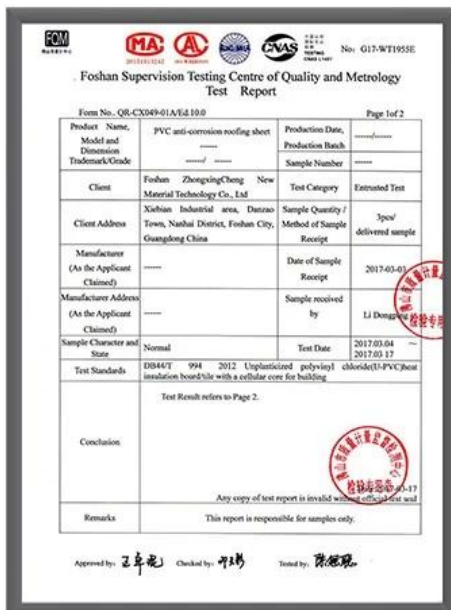 FQM
MA
CNAS
No: G17-WT1955E
Foshan Supervision Testing Centre of Quality and Metrology
Test Report
Form No.. QR-CX049-01A/Ed.10.0
Page 1of 2
Product Name,
Model and
Dimension
Trademark/Grade
PVC anti-corrosion roofing sheet
------
------/ ------
Production Date,
Production Batch
------/------
Sample Number
------
Client
Foshan ZhongxingCheng New
Material Technology Co., Ltd
Test Category
Entrusted Test
Client Address
Xiebian Industrial area, Danzao
Town, Nanhai District, Foshan City,
Guangdong China
Sample Quantity /
Method of Sample
Receipt
3pcs/
delivered sample
Manufacturer
(As the Applicant
Claimed)
------
Date of Sample
Receipt
2017-03-03
Manufacturer Address
(As the Applicant
Claimed)
------
Sample received
by
Li
Sample Character and
State
Normal
Test Date
2017.03.04 ~
2017.03 17
Test Standards
DB44/T 994 2012 Unplasticized polyvinyl chloride(U-PVC)heat
insulation board/tile with a cellular core for building
Conclusion
Test Result refers to Page 2.
检验专用章
Any copy of test report is invalid without official test seal
Remarks
This report is responsible for samples only.
Approved by:
Checked by:
Tested by: